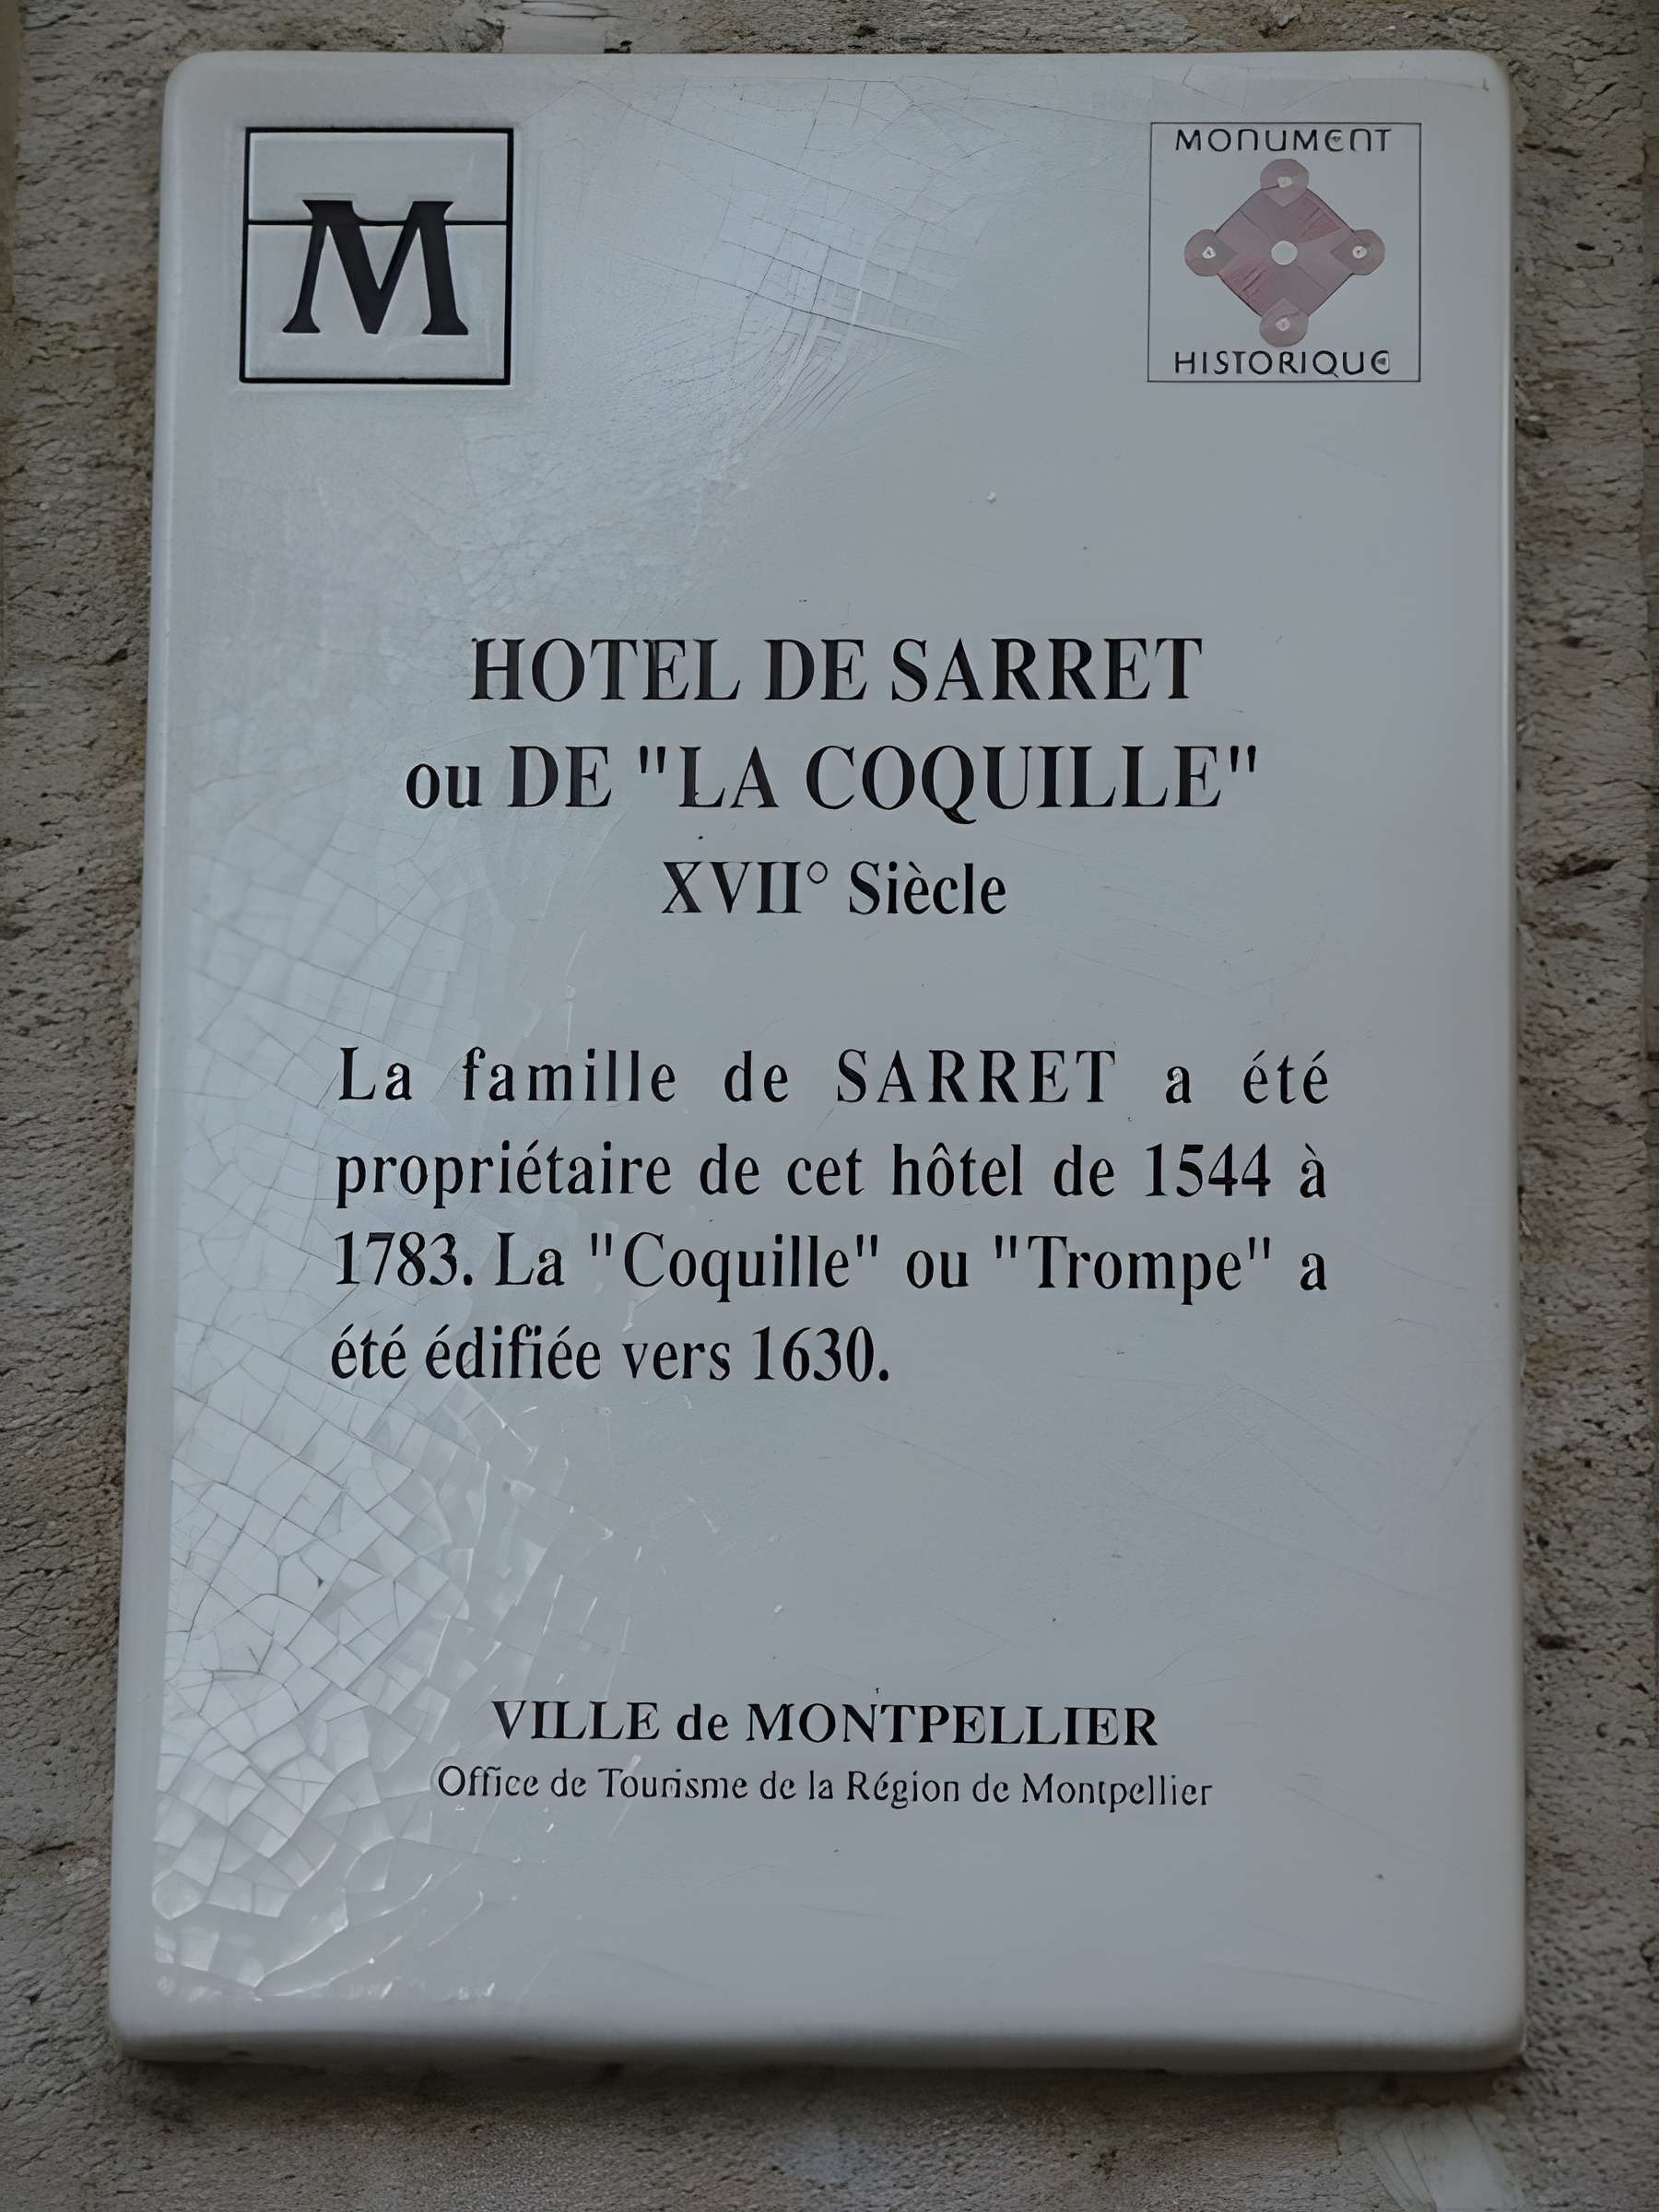 M
MONUMENT
HISTORIQUE
HOTEL DE SARRET
ou DE "LA COQUILLE"
XVII° Siècle
La famille de SARRET a été
propriétaire de cet hôtel de 1544 à
1783. La "Coquille" ou "Trompe" a
été édifiée vers 1630.
VILLE de MONTPELLIER
Office de Tourisme de la Région de Montpellier